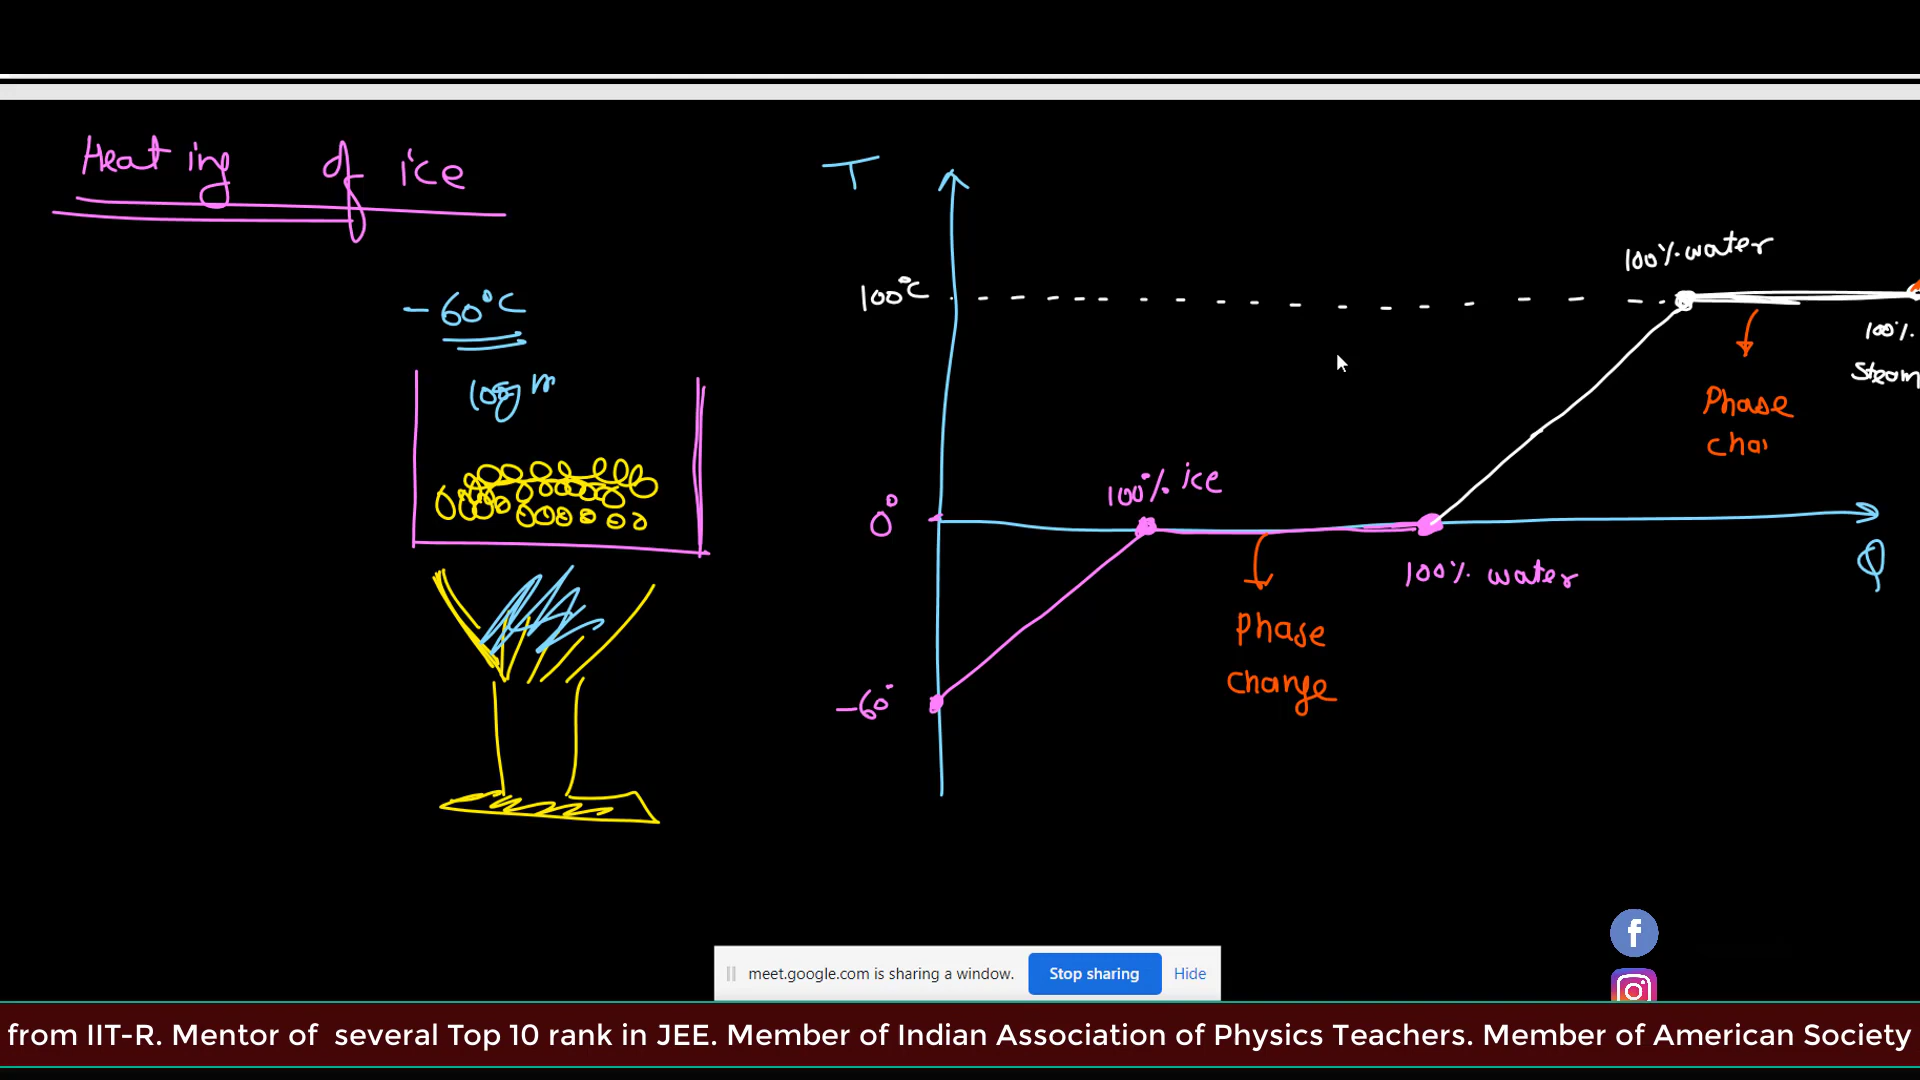 Heating of ice
T
100% water
-60°C
100°C
100%
Steam
gm
Phase
100% ice
0°
100% water
Q
Phase
change
-60°
meet.google.com is sharing a window.
Stop sharing
Hide
from IIT-R. Mentor of several Top 10 rank in JEE. Member of Indian Association of Physics Teachers. Member of American Society